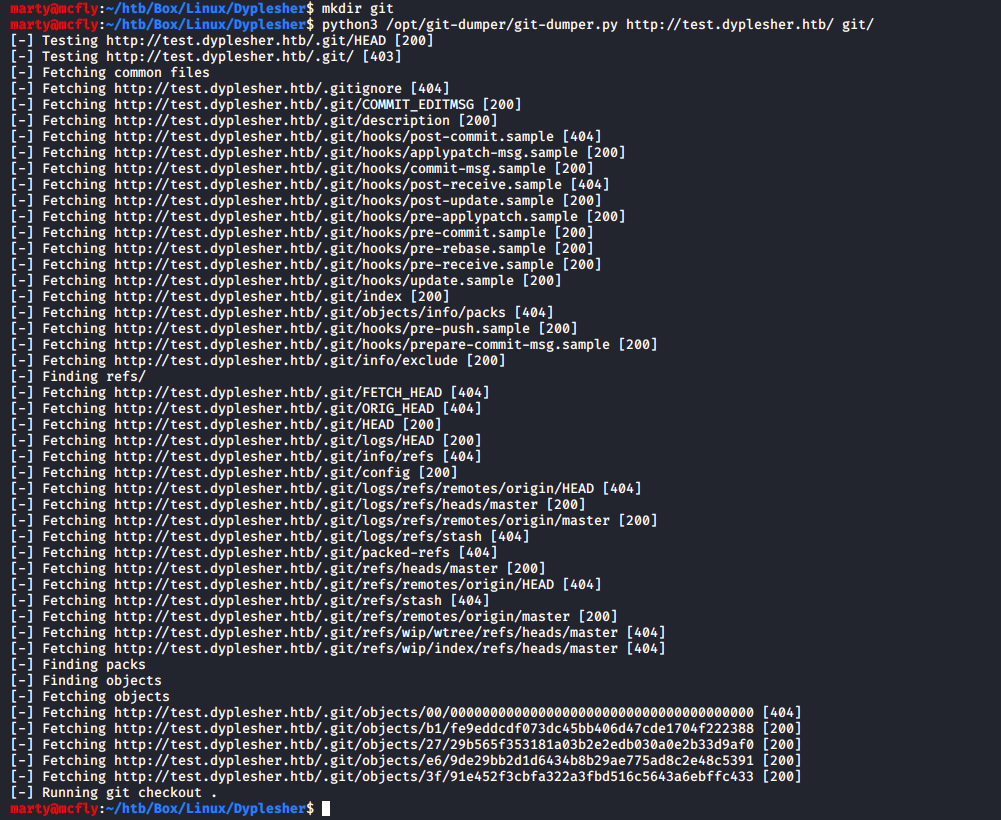 marty@mcfly:~/htb/Box/Linux/Dyplesher$ mkdir git
marty@mcfly:~/htb/Box/Linux/Dyplesher$ python3 /opt/git-dumper/git-dumper.py http://test.dyplesher.htb/ git/
[-] Testing http://test.dyplesher.htb/.git/HEAD [200]
[-] Testing http://test.dyplesher.htb/.git/ [403]
[-] Fetching common files
[-] Fetching http://test.dyplesher.htb/.gitignore [404]
[-] Fetching http://test.dyplesher.htb/.git/COMMIT_EDITMSG [200]
[-] Fetching http://test.dyplesher.htb/.git/description [200]
[-] Fetching http://test.dyplesher.htb/.git/hooks/post-commit.sample [404]
[-] Fetching http://test.dyplesher.htb/.git/hooks/applypatch-msg.sample [200]
[-] Fetching http://test.dyplesher.htb/.git/hooks/commit-msg.sample [200]
[-] Fetching http://test.dyplesher.htb/.git/hooks/post-receive.sample [404]
[-] Fetching http://test.dyplesher.htb/.git/hooks/post-update.sample [200]
[-] Fetching http://test.dyplesher.htb/.git/hooks/pre-applypatch.sample [200]
[-] Fetching http://test.dyplesher.htb/.git/hooks/pre-commit.sample [200]
[-] Fetching http://test.dyplesher.htb/.git/hooks/pre-rebase.sample [200]
[-] Fetching http://test.dyplesher.htb/.git/hooks/pre-receive.sample [200]
[-] Fetching http://test.dyplesher.htb/.git/hooks/update.sample [200]
[-] Fetching http://test.dyplesher.htb/.git/index [200]
[-] Fetching http://test.dyplesher.htb/.git/objects/info/packs [404]
[-] Fetching http://test.dyplesher.htb/.git/hooks/pre-push.sample [200]
[-] Fetching http://test.dyplesher.htb/.git/hooks/prepare-commit-msg.sample [200]
[-] Fetching http://test.dyplesher.htb/.git/info/exclude [200]
[-] Finding refs/
[-] Fetching http://test.dyplesher.htb/.git/FETCH_HEAD [404]
[-] Fetching http://test.dyplesher.htb/.git/ORIG_HEAD [404]
[-] Fetching http://test.dyplesher.htb/.git/HEAD [200]
[-] Fetching http://test.dyplesher.htb/.git/logs/HEAD [200]
[-] Fetching http://test.dyplesher.htb/.git/info/refs [404]
[-] Fetching http://test.dyplesher.htb/.git/config [200]
[-] Fetching http://test.dyplesher.htb/.git/logs/refs/remotes/origin/HEAD [404]
[-] Fetching http://test.dyplesher.htb/.git/logs/refs/heads/master [200]
[-] Fetching http://test.dyplesher.htb/.git/logs/refs/remotes/origin/master [200]
[-] Fetching http://test.dyplesher.htb/.git/logs/refs/stash [404]
[-] Fetching http://test.dyplesher.htb/.git/packed-refs [404]
[-] Fetching http://test.dyplesher.htb/.git/refs/heads/master [200]
[-] Fetching http://test.dyplesher.htb/.git/refs/remotes/origin/HEAD [404]
[-] Fetching http://test.dyplesher.htb/.git/refs/stash [404]
[-] Fetching http://test.dyplesher.htb/.git/refs/remotes/origin/master [200]
[-] Fetching http://test.dyplesher.htb/.git/refs/wip/wtree/refs/heads/master [404]
[-] Fetching http://test.dyplesher.htb/.git/refs/wip/index/refs/heads/master [404]
[-] Finding packs
[-] Finding objects
[-] Fetching objects
[-] Fetching http://test.dyplesher.htb/.git/objects/00/00000000000000000000000000000000000000 [404]
[-] Fetching http://test.dyplesher.htb/.git/objects/b1/fe9eddcdf073dc45bb406d47cde1704f222388 [200]
[-] Fetching http://test.dyplesher.htb/.git/objects/27/29b565f353181a03b2e2edb030a0e2b33d9af0 [200]
[-] Fetching http://test.dyplesher.htb/.git/objects/e6/9de29bb2d1d6434b8b29ae775ad8c2e48c5391 [200]
[-] Fetching http://test.dyplesher.htb/.git/objects/3f/91e452f3cbfa322a3fbd516c5643a6ebffc433 [200]
[-] Running git checkout .
marty@mcfly:~/htb/Box/Linux/Dyplesher$